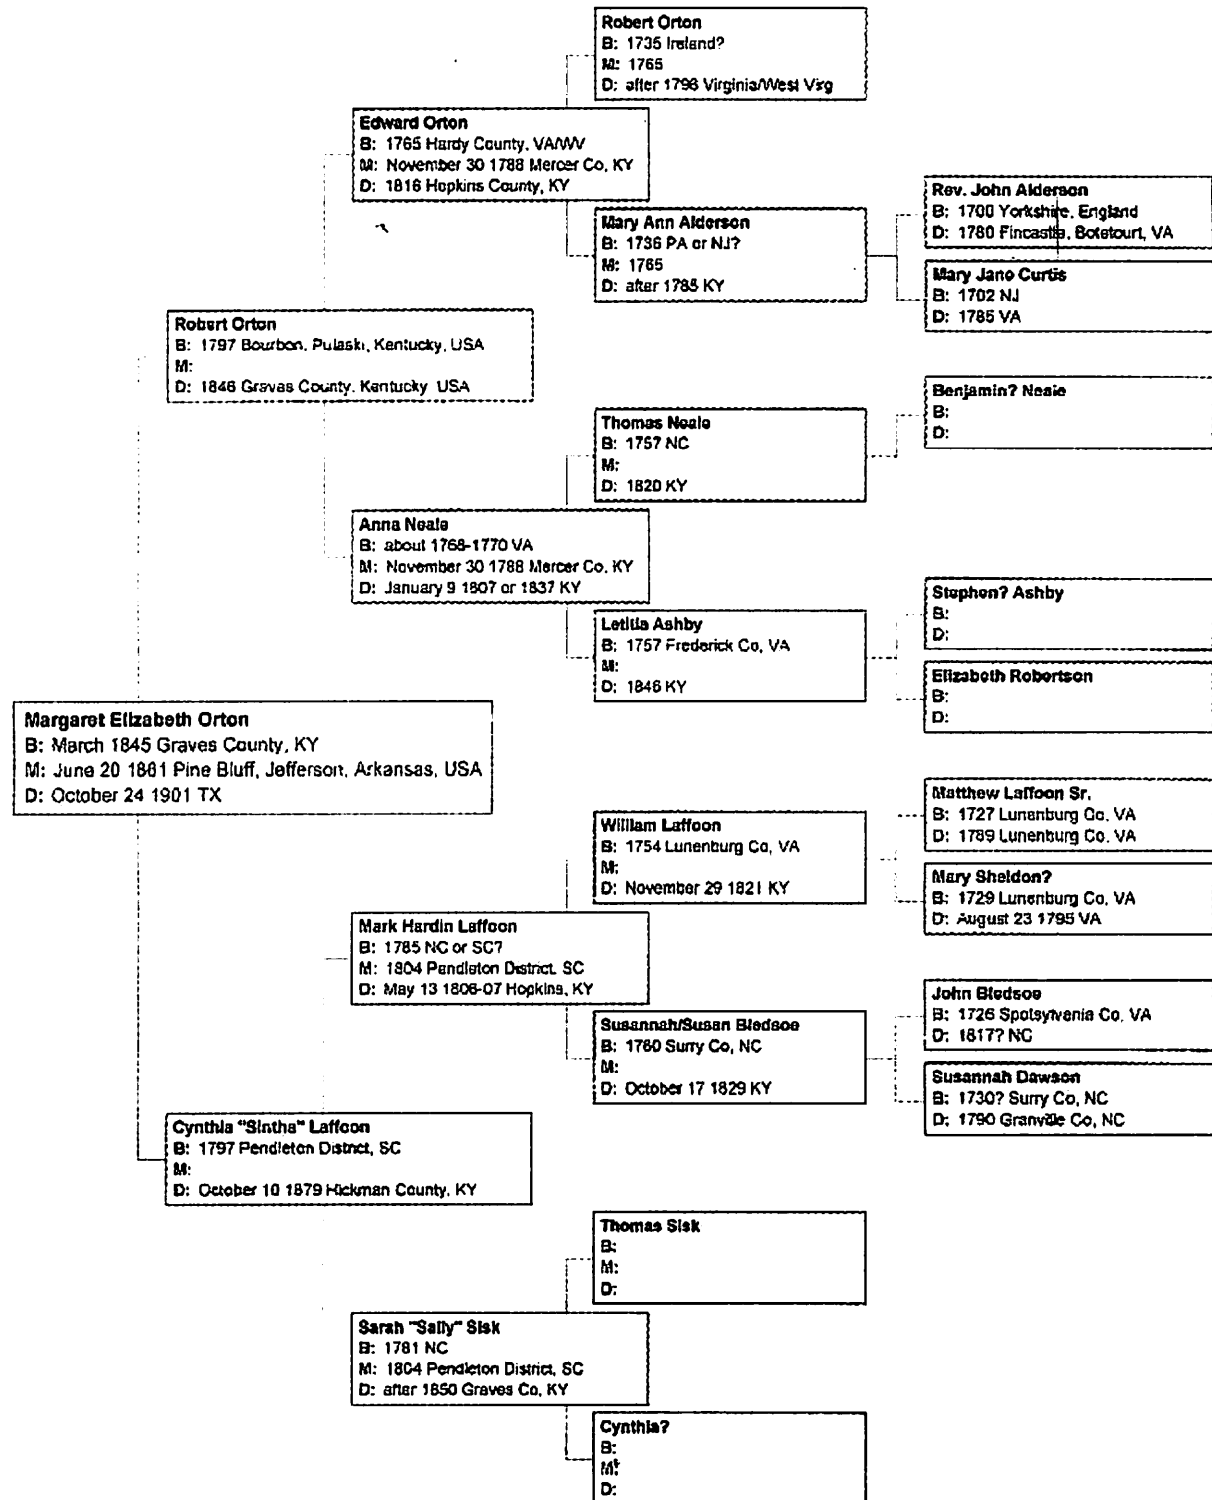 Robert Orton
B: 1735 Ireland?
M: 1765
D: after 1796 Virginia/West Virg
Edward Orton
B: 1765 Hardy County, VA/WV
M: November 30 1788 Mercer Co, KY
D: 1816 Hopkins County, KY
Mary Ann Alderson
B: 1736 PA or NJ?
M: 1765
D: after 1785 KY
Rev. John Alderson
B: 1700 Yorkshire, England
D: 1780 Fincastle, Botetourt, VA
Mary Jane Curtis
B: 1702 NJ
D: 1785 VA
Robert Orton
B: 1797 Bourbon, Pulaski, Kentucky, USA
M:
D: 1846 Graves County, Kentucky USA
Thomas Neale
B: 1757 NC
M:
D: 1820 KY
Benjamin? Neale
B:
D:
Anna Neale
B: about 1768-1770 VA
M: November 30 1788 Mercer Co, KY
D: January 9 1807 or 1837 KY
Letitia Ashby
B: 1757 Frederick Co, VA
M:
D: 1846 KY
Stephen? Ashby
B:
D:
Elizabeth Robertson
B:
D:
Margaret Elizabeth Orton
B: March 1845 Graves County, KY
M: June 20 1861 Pine Bluff, Jefferson, Arkansas, USA
D: October 24 1901 TX
William Laffoon
B: 1754 Lunenburg Co, VA
M:
D: November 29 1821 KY
Matthew Laffoon Sr.
B: 1727 Lunenburg Co, VA
D: 1789 Lunenburg Co, VA
Mary Sheldon?
B: 1729 Lunenburg Co, VA
D: August 23 1795 VA
Mark Hardin Laffoon
B: 1785 NC or SC?
M: 1804 Pendleton District, SC
D: May 13 1806-07 Hopkins, KY
Susannah/Susan Bledsoe
B: 1760 Surry Co, NC
M:
D: October 17 1829 KY
John Bledsoe
B: 1726 Spotsylvania Co, VA
D: 1817? NC
Susannah Dawson
B: 1730? Surry Co, NC
D: 1790 Granville Co, NC
Cynthia "Sintha" Laffoon
B: 1797 Pendleton District, SC
M:
D: October 10 1879 Hickman County, KY
Thomas Sisk
B:
M:
D:
Sarah "Sally" Sisk
B: 1781 NC
M: 1804 Pendleton District, SC
D: after 1850 Graves Co, KY
Cynthia?
B:
M:
D: